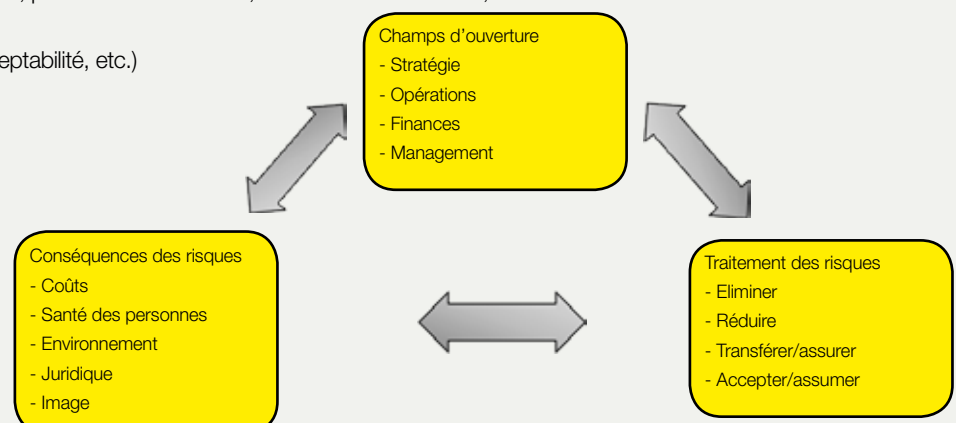 eptabilité, etc.)
Champs d'ouverture
- Stratégie
- Opérations
- Finances
- Management
Conséquences des risques
- Coûts
- Santé des personnes
- Environnement
- Juridique
- Image
Traitement des risques
- Eliminer
- Réduire
- Transférer/assurer
- Accepter/assumer